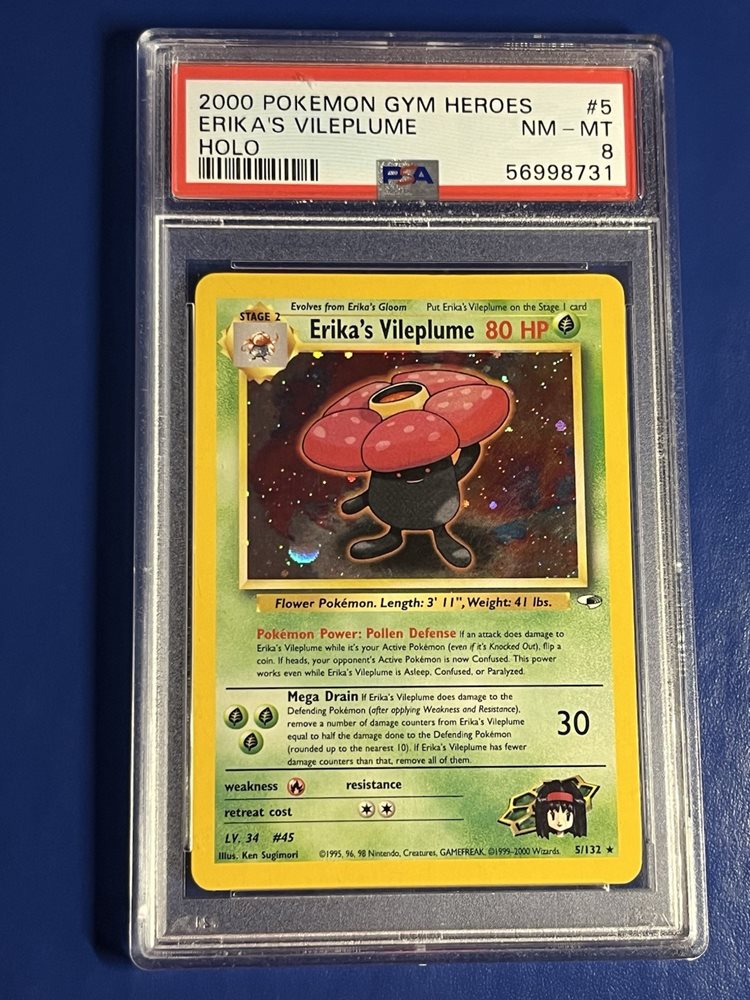 2000 POKEMON GYM HEROES #5
ERIKA'S VILEPLUME NM - MT
HOLO 8
PSA 56998731
Evolves from Erika's Gloom Put Erika's Vileplume on the Stage 1 card
STAGE 2
Erika's Vileplume 80 HP
Flower Pokémon. Length: 3' 11", Weight: 41 lbs.
Pokémon Power: Pollen Defense If an attack does damage to
Erika's Vileplume while it's your Active Pokémon (even if it's Knocked Out), flip a
coin. If heads, your opponent's Active Pokémon is now Confused. This power
works even while Erika's Vileplume is Asleep, Confused, or Paralyzed.
Mega Drain If Erika's Vileplume does damage to the
Defending Pokémon (after applying Weakness and Resistance),
remove a number of damage counters from Erika's Vileplume
equal to half the damage done to the Defending Pokémon
(rounded up to the nearest 10). If Erika's Vileplume has fewer
damage counters than that, remove all of them.
30
weakness resistance
retreat cost
LV. 34 #45
Illus. Ken Sugimori ©1995, 96, 98 Nintendo, Creatures, GAMEFREAK. ©1999-2000 Wizards. 5/132 ★